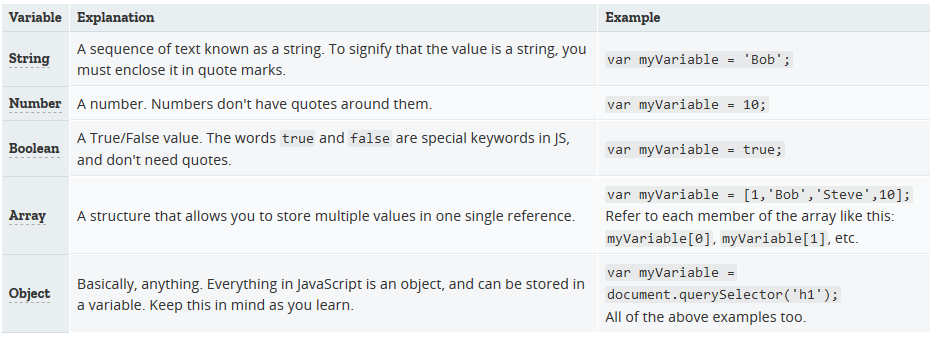 Variable Explanation Example
String
A sequence of text known as a string. To signify that the value is a string, you
must enclose it in quote marks.
var myVariable = 'Bob';
Number A number. Numbers don't have quotes around them. var myVariable = 10;
Boolean
A True/False value. The words true and false are special keywords in JS,
and don't need quotes.
var myVariable = true;
Array
A structure that allows you to store multiple values in one single reference.
var myVariable = [1,'Bob','Steve',10];
Refer to each member of the array like this:
myVariable[0], myVariable[1], etc.
Object
Basically, anything. Everything in JavaScript is an object, and can be stored in
a variable. Keep this in mind as you learn.
var myVariable =
document.querySelector('h1');
All of the above examples too.